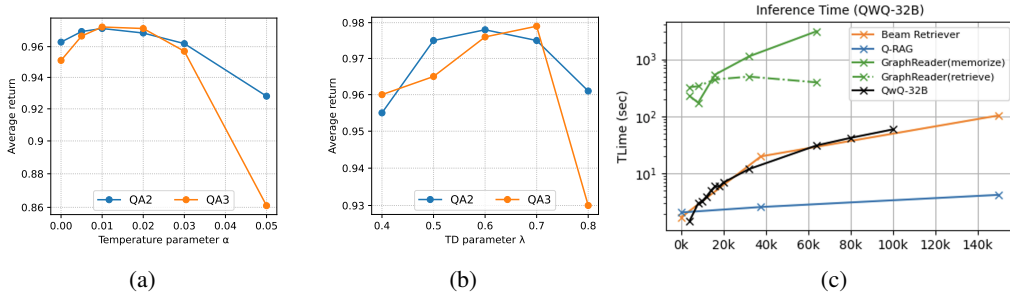 0.96
0.94
0.92
0.9
0.88
0.86
Average return
QA2
QA3
0.00 0.01 0.02 0.03 0.04 0.05
Temperature parameter α
(a)
0.98
0.97
0.96
0.95
0.94
0.93
Average return
QA2
QA3
0.4 0.5 0.6 0.7 0.8
TD parameter λ
(b)
Inference Time (QWQ-32B)
Beam Retriever
Q-RAG
GraphReader(memorize)
GraphReader(retrieve)
QwQ-32B
10³
10²
10¹
TLime (sec)
0k 20k 40k 60k 80k 100k 120k 140k
(c)